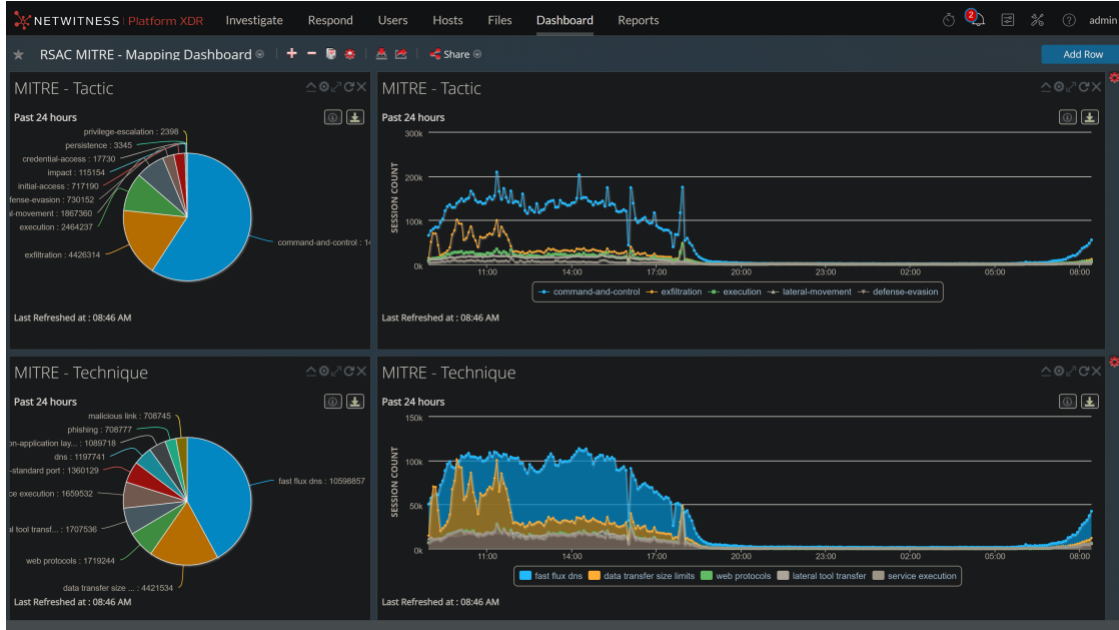 NETWITNESS Platform XDR Investigate Respond Users Hosts Files Dashboard Reports 2 admin
RSAC MITRE - Mapping Dashboard Share Add Row
MITRE - Tactic
Past 24 hours
privilege-escalation : 2398
persistence : 3345
credential-access : 17730
impact : 115154
initial-access : 717190
fense-evasion : 730152
l-movement : 1867360
execution : 2464237
exfiltration : 4426314
command-and-control : 14
Last Refreshed at : 08:46 AM
MITRE - Tactic
Past 24 hours
300k
200k
100k
0k
SESSION COUNT
11:00 14:00 17:00 20:00 23:00 02:00 05:00 08:00
command-and-control exfiltration execution lateral-movement defense-evasion
Last Refreshed at : 08:46 AM
MITRE - Technique
Past 24 hours
malicious link : 708745
phishing : 708777
on-application lay... : 1089718
dns : 1197741
-standard port : 1360129
ce execution : 1659532
l tool transf... : 1707536
web protocols : 1719244
data transfer size ... : 4421534
fast flux dns : 10598857
Last Refreshed at : 08:46 AM
MITRE - Technique
Past 24 hours
150k
100k
50k
0k
SESSION COUNT
11:00 14:00 17:00 20:00 23:00 02:00 05:00 08:00
fast flux dns data transfer size limits web protocols lateral tool transfer service execution
Last Refreshed at : 08:46 AM